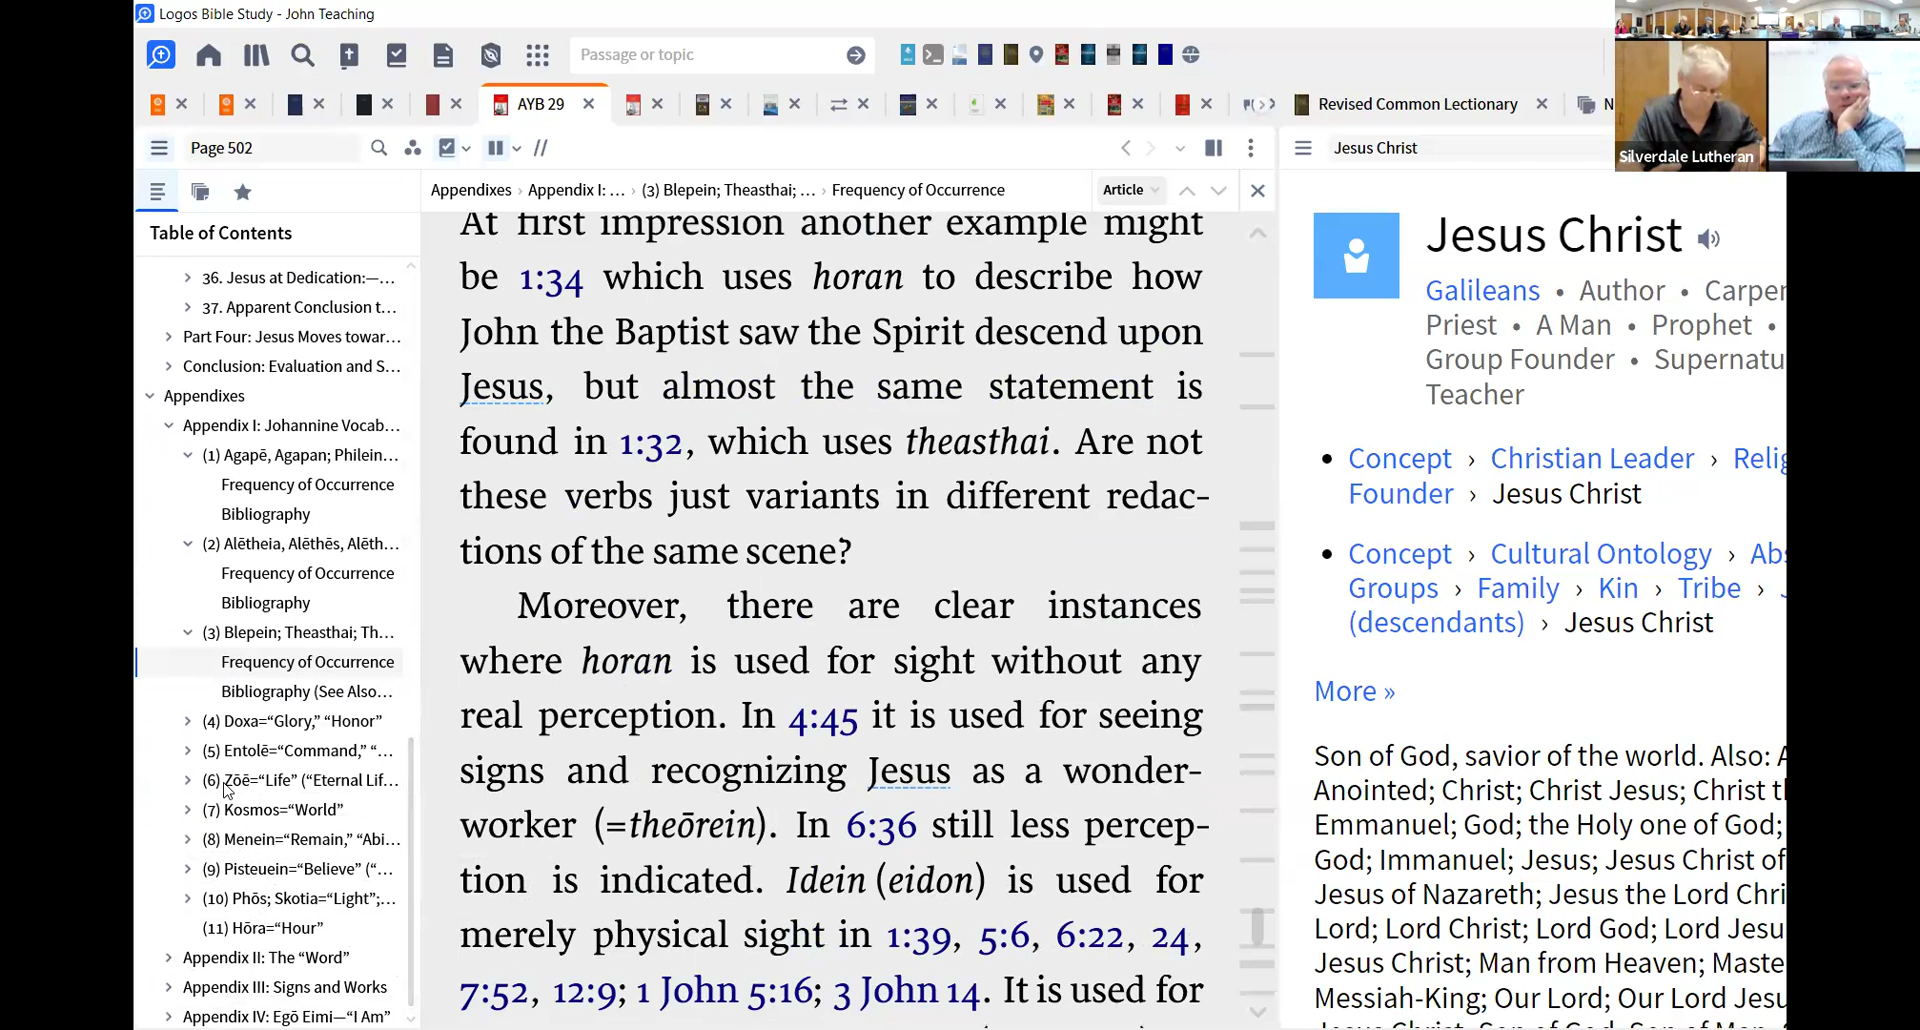 Logos Bible Study - John Teaching
Passage or topic
AYB 29
Revised Common Lectionary
N
Page 502
Jesus Christ
Silverdale Lutheran
Appendixes › Appendix I: ... › (3) Blepein; Theasthai; ... › Frequency of Occurrence
Article
Table of Contents
36. Jesus at Dedication:—...
37. Apparent Conclusion t...
Part Four: Jesus Moves towar...
Conclusion: Evaluation and S...
Appendixes
Appendix I: Johannine Vocab...
(1) Agapē, Agapan; Philein...
Frequency of Occurrence
Bibliography
(2) Alētheia, Alēthēs, Alēth...
Frequency of Occurrence
Bibliography
(3) Blepein; Theasthai; Th...
Frequency of Occurrence
Bibliography (See Also...
(4) Doxa=“Glory,” “Honor”
(5) Entolē=“Command,” “...
(6) Zōē=“Life” (“Eternal Lif...
(7) Kosmos=“World”
(8) Menein=“Remain,” “Abi...
(9) Pisteuein=“Believe” (“...
(10) Phōs; Skotia=“Light”;...
(11) Hōra=“Hour”
Appendix II: The “Word”
Appendix III: Signs and Works
Appendix IV: Egō Eimi—“I Am”
At first impression another example might
be 1:34 which uses horan to describe how
John the Baptist saw the Spirit descend upon
Jesus, but almost the same statement is
found in 1:32, which uses theasthai. Are not
these verbs just variants in different redac-
tions of the same scene?
Moreover, there are clear instances
where horan is used for sight without any
real perception. In 4:45 it is used for seeing
signs and recognizing Jesus as a wonder-
worker (=theōrein). In 6:36 still less percep-
tion is indicated. Idein (eidon) is used for
merely physical sight in 1:39, 5:6, 6:22, 24,
7:52, 12:9; 1 John 5:16; 3 John 14. It is used for
Jesus Christ
Galileans • Author • Carpen
Priest • A Man • Prophet •
Group Founder • Supernatu
Teacher
• Concept › Christian Leader › Relig
Founder › Jesus Christ
• Concept › Cultural Ontology › Abs
Groups › Family › Kin › Tribe ›
(descendants) › Jesus Christ
More »
Son of God, savior of the world. Also: A
Anointed; Christ; Christ Jesus; Christ t
Emmanuel; God; the Holy one of God;
God; Immanuel; Jesus; Jesus Christ of
Jesus of Nazareth; Jesus the Lord Chri
Lord; Lord Christ; Lord God; Lord Jesu
Jesus Christ; Man from Heaven; Maste
Messiah-King; Our Lord; Our Lord Jesu